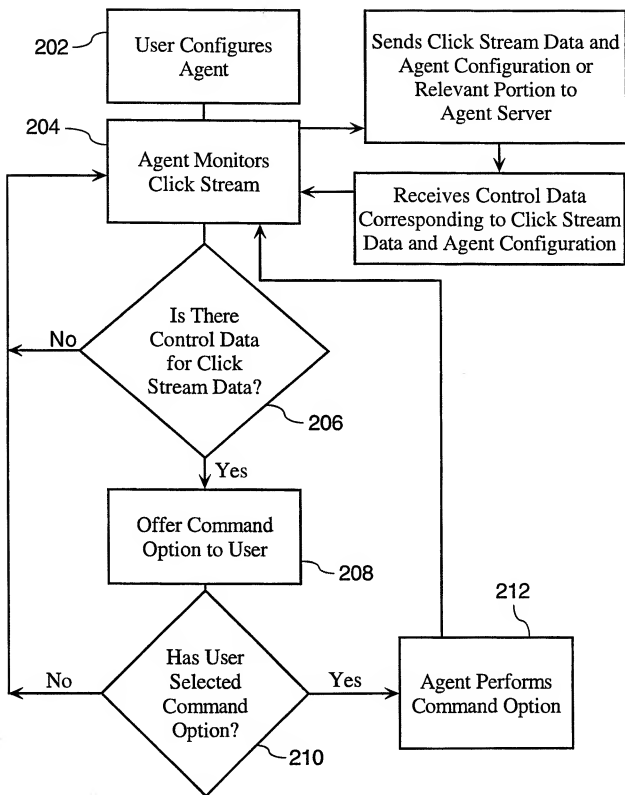 202
User Configures
Agent
Sends Click Stream Data and
Agent Configuration or
Relevant Portion to
Agent Server
204
Agent Monitors
Click Stream
Receives Control Data
Corresponding to Click Stream
Data and Agent Configuration
Is There
Control Data
for Click
Stream Data?
No
206
Yes
Offer Command
Option to User
208
212
Has User
Selected
Command
Option?
No
Yes
Agent Performs
Command Option
210